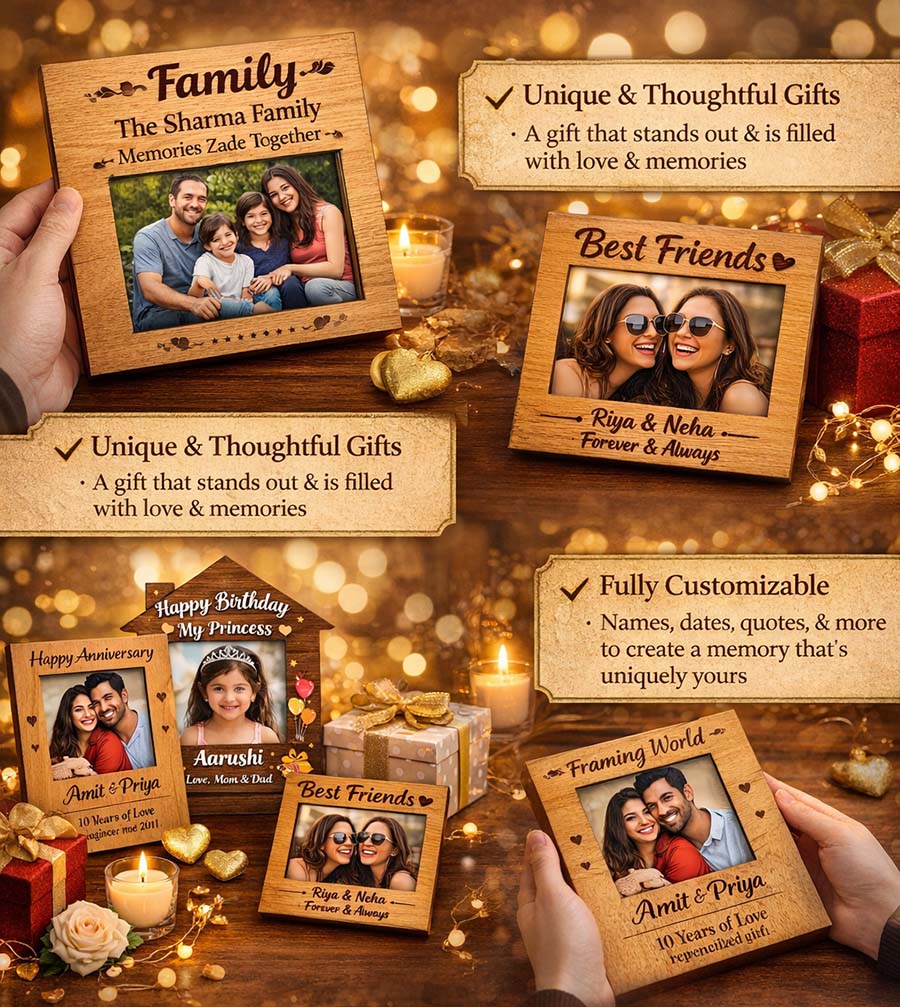 Family
The Sharma Family
Memories Zade Together
✓ Unique & Thoughtful Gifts
· A gift that stands out & is filled
with love & memories
Best Friends
Riya & Neha
Forever & Always
✓ Unique & Thoughtful Gifts
· A gift that stands out & is filled
with love & memories
✓ Fully Customizable
· Names, dates, quotes, & more
to create a memory that's
uniquely yours
Happy Birthday
My Princess
Aarushi
Love, Mom & Dad
Happy Anniversary
Amit & Priya
10 Years of Love
2011
Best Friends
Riya & Neha
Forever & Always
Framing World
Amit & Priya
10 Years of Love